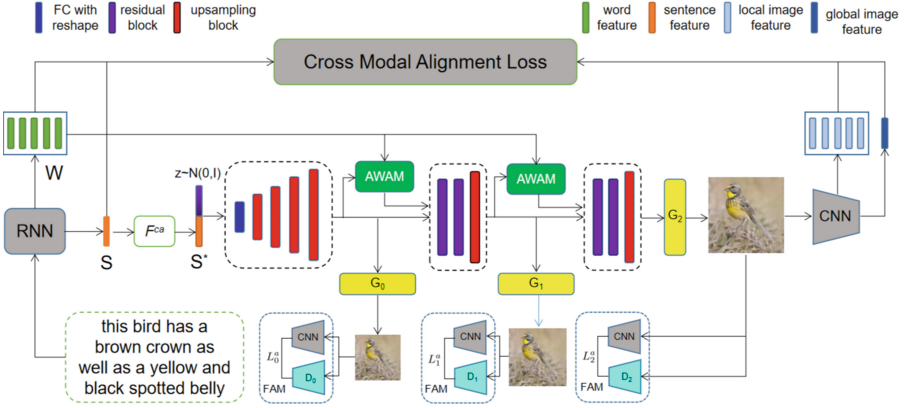 FC with
reshape
residual
block
upsampling
block
word
feature
sentence
feature
local image
feature
global image
feature
Cross Modal Alignment Loss
W
z~N(0,I)
AWAM
AWAM
RNN
S
F^ca
S*
G₂
CNN
G₀
G₁
this bird has a
brown crown as
well as a yellow and
black spotted belly
CNN
L₀ᵃ
D₀
FAM
CNN
L₁ᵃ
D₁
FAM
CNN
L₂ᵃ
D₂
FAM